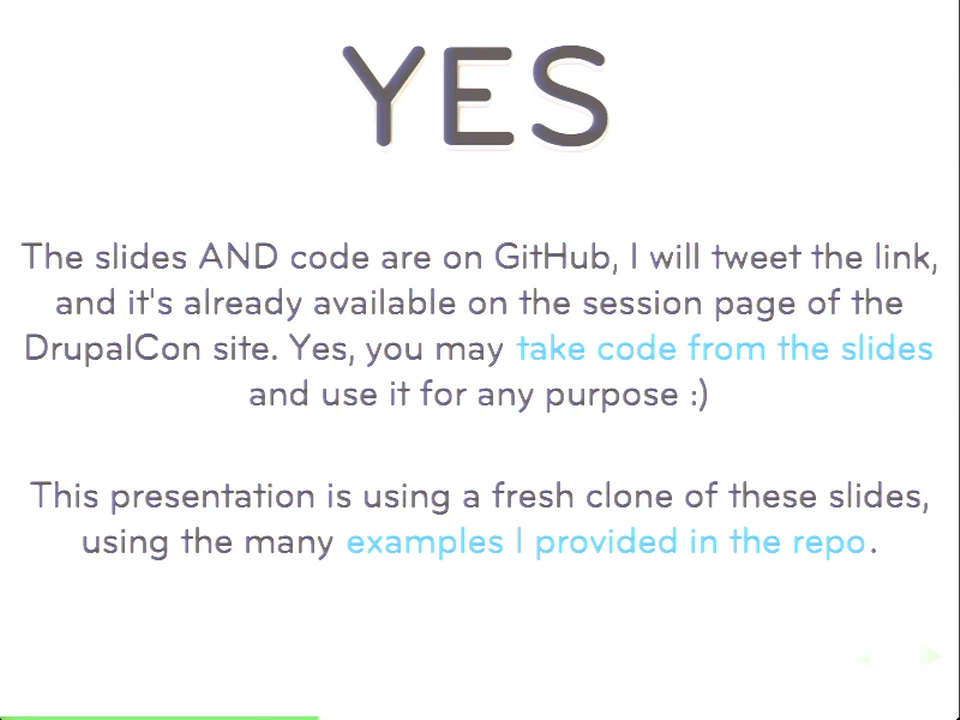 YES
The slides AND code are on GitHub, I will tweet the link,
and it's already available on the session page of the
DrupalCon site. Yes, you may take code from the slides
and use it for any purpose :)
This presentation is using a fresh clone of these slides,
using the many examples I provided in the repo.